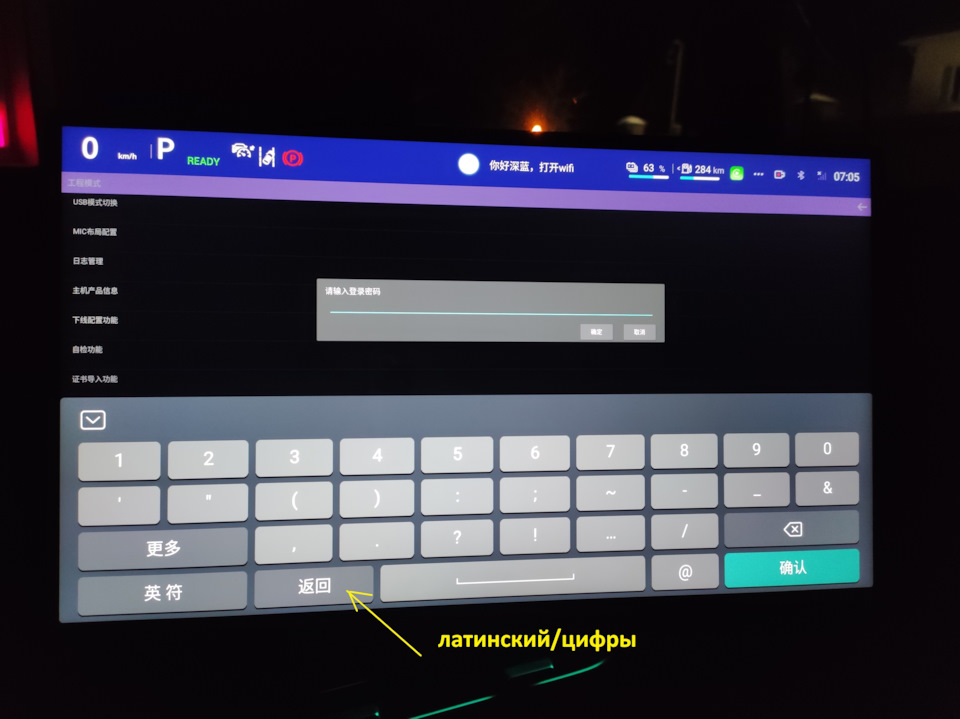 0 km/h P READY P 你好深蓝，打开wifi 63 % 284 km 07:05
工程模式
USB模式切换
MIC布局配置
日志管理
主机产品信息
下线配置功能
自检功能
证书导入功能
请输入登录密码
确定 取消
1 2 3 4 5 6 7 8 9 0
' " ( ) : ; ~ - _ &
更多 , . ? ! … /
英符 返回 @ 确认
латинский/цифры